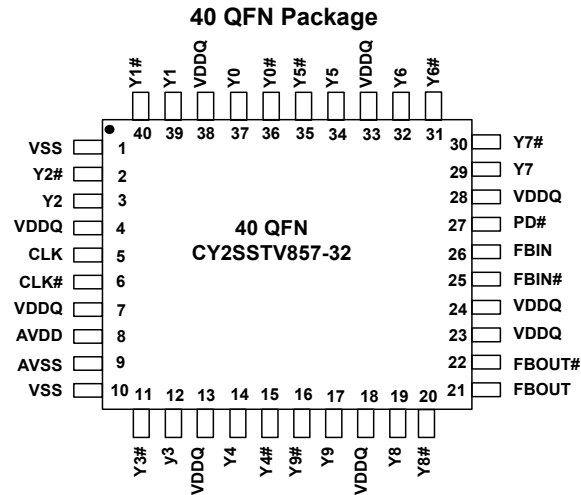 40 QFN Package
Y1#
Y1
VDDQ
Y0
Y0#
Y5#
Y5
VDDQ
Y6
Y6#
40
39
38
37
36
35
34
33
32
31
VSS 1
Y2# 2
Y2 3
VDDQ 4
CLK 5
CLK# 6
VDDQ 7
AVDD 8
AVSS 9
VSS 10
40 QFN
CY2SSTV857-32
30 Y7#
29 Y7
28 VDDQ
27 PD#
26 FBIN
25 FBIN#
24 VDDQ
23 VDDQ
22 FBOUT#
21 FBOUT
11
12
13
14
15
16
17
18
19
20
Y3#
y3
VDDQ
Y4
Y4#
Y9#
Y9
VDDQ
Y8
Y8#